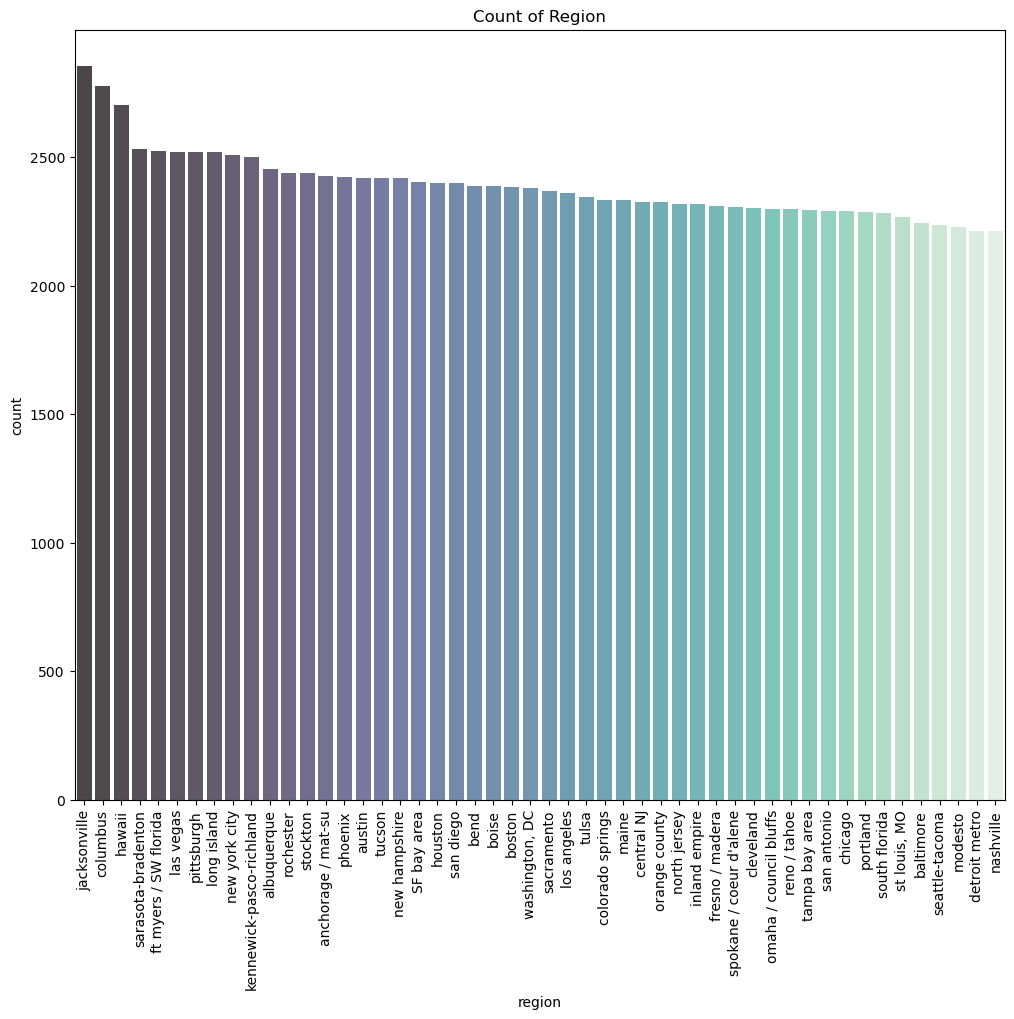 Count of Region
count
2500
2000
1500
1000
500
0
jacksonville
columbus
hawaii
sarasota-bradenton
ft myers / SW florida
las vegas
pittsburgh
long island
new york city
kennewick-pasco-richland
albuquerque
rochester
stockton
anchorage / mat-su
phoenix
austin
tucson
new hampshire
SF bay area
houston
san diego
bend
boise
boston
washington, DC
sacramento
los angeles
tulsa
colorado springs
maine
central NJ
orange county
north jersey
inland empire
fresno / madera
spokane / coeur d'alene
cleveland
omaha / council bluffs
reno / tahoe
tampa bay area
san antonio
chicago
portland
south florida
st louis, MO
baltimore
seattle-tacoma
modesto
detroit metro
nashville
region